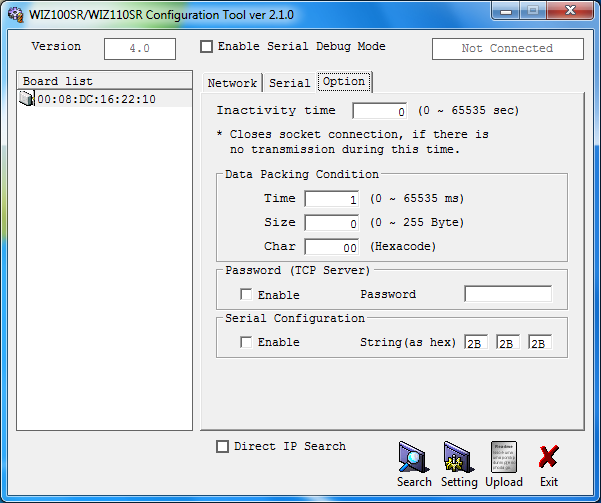 WIZ100SR/WIZ110SR Configuration Tool ver 2.1.0
Version 4.0 Enable Serial Debug Mode Not Connected
Board list
00:08:DC:16:22:10
Network Serial Option
Inactivity time 0 (0 ~ 65535 sec)
* Closes socket connection, if there is
no transmission during this time.
Data Packing Condition
Time 1 (0 ~ 65535 ms)
Size 0 (0 ~ 255 Byte)
Char 00 (Hexacode)
Password (TCP Server)
Enable Password
Serial Configuration
Enable String(as hex) 2B 2B 2B
Direct IP Search
Search Setting Upload Exit